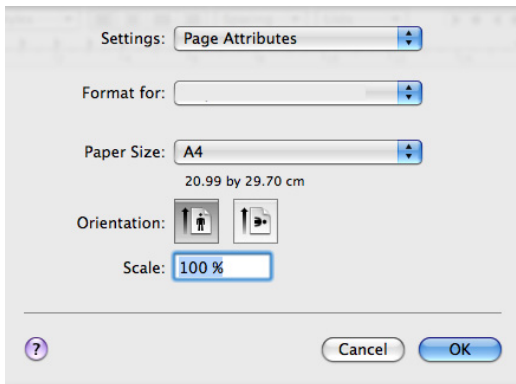 Settings: Page Attributes
Format for:
Paper Size: A4
20.99 by 29.70 cm
Orientation:
Scale: 100 %
? Cancel OK